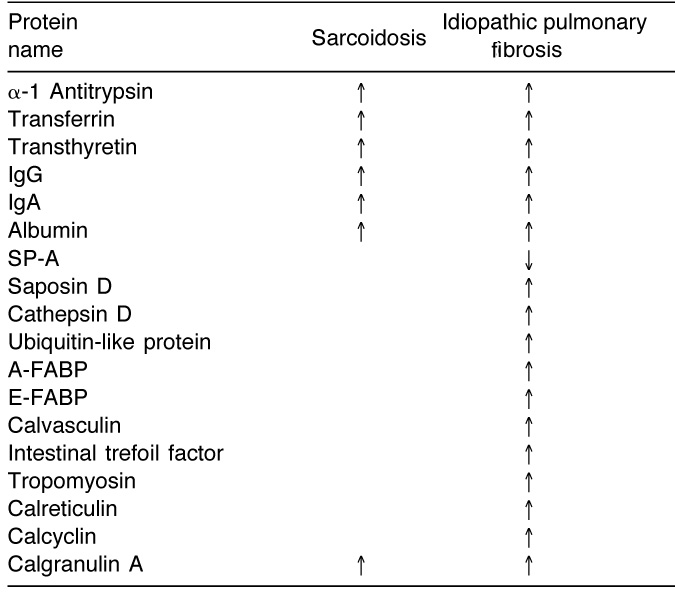 Protein name Sarcoidosis Idiopathic pulmonary fibrosis
α-1 Antitrypsin ↑ ↑
Transferrin ↑ ↑
Transthyretin ↑ ↑
IgG ↑ ↑
IgA ↑ ↑
Albumin ↑ ↑
SP-A ↓
Saposin D ↑
Cathepsin D ↑
Ubiquitin-like protein ↑
A-FABP ↑
E-FABP ↑
Calvasculin ↑
Intestinal trefoil factor ↑
Tropomyosin ↑
Calreticulin ↑
Calcyclin ↑
Calgranulin A ↑ ↑